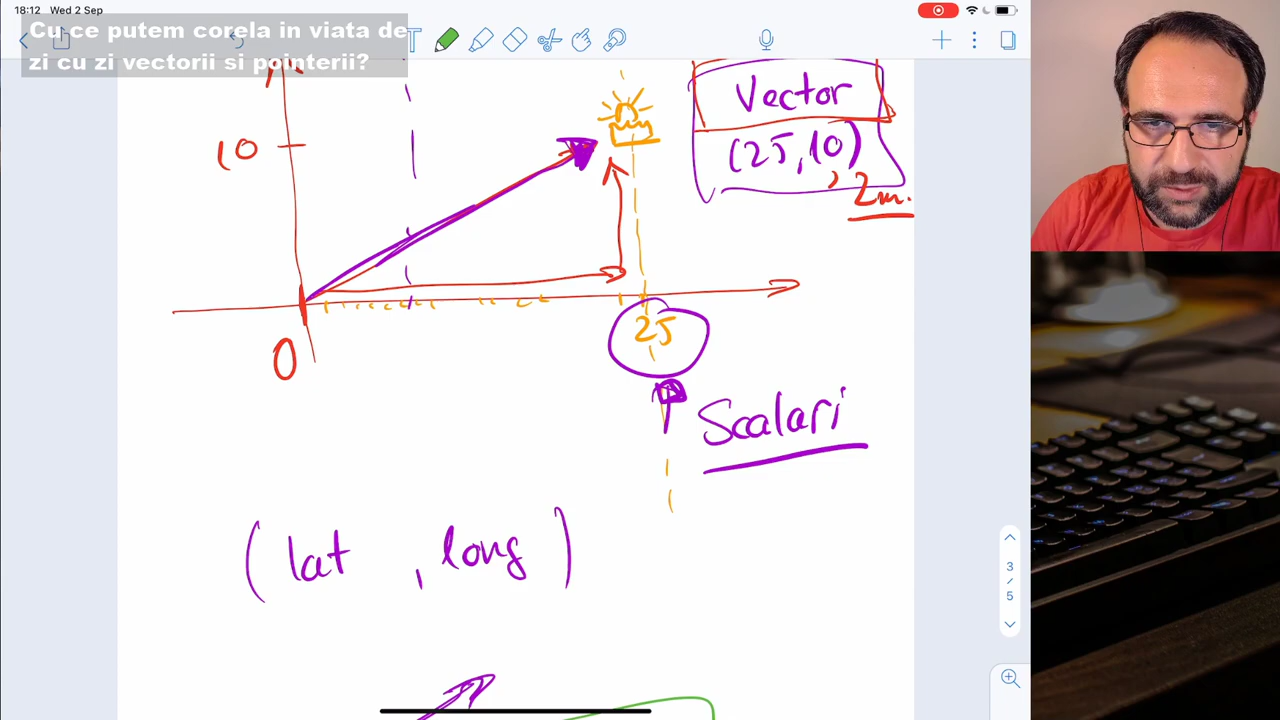 18:12 Wed 2 Sep
Cu ce putem corela in viata de
zi cu zi vectorii si pointerii?
T
Vector
10
(25,10)
, 2m.
0
25
Scalari
(lat , long)
3
/
5